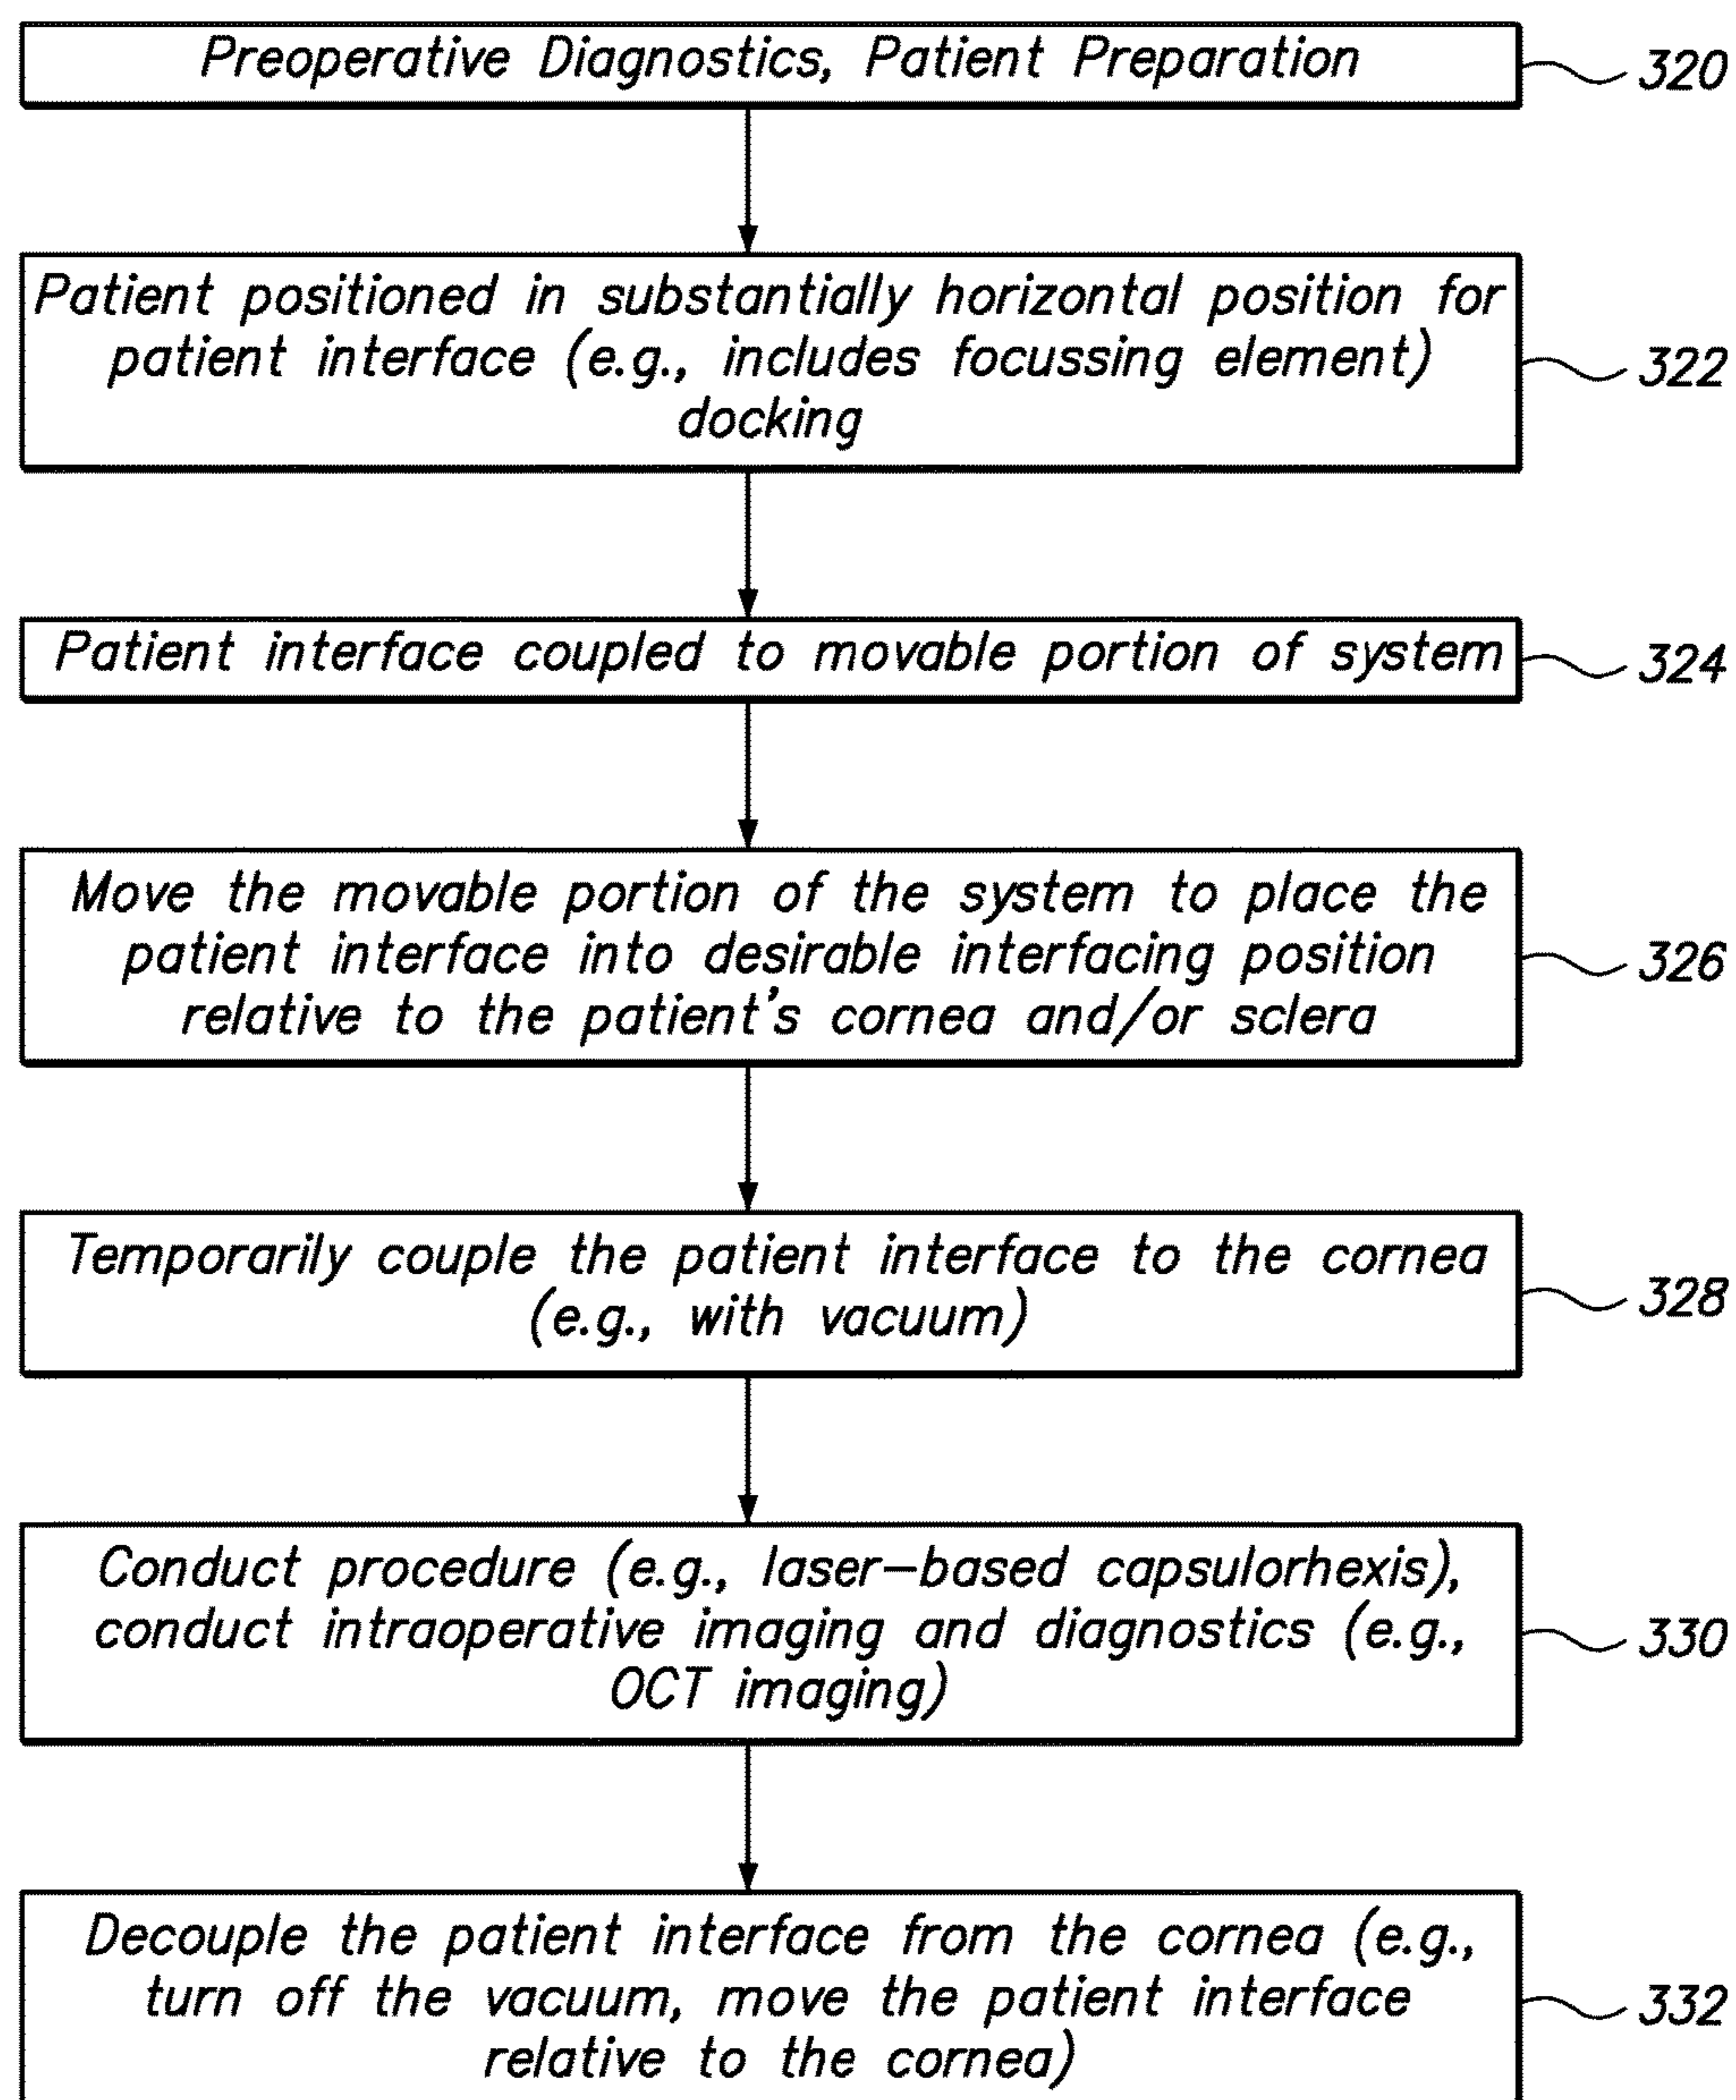 Preoperative Diagnostics, Patient Preparation
320
Patient positioned in substantially horizontal position for
patient interface (e.g., includes focussing element)
docking
322
Patient interface coupled to movable portion of system
324
Move the movable portion of the system to place the
patient interface into desirable interfacing position
relative to the patient's cornea and/or sclera
326
Temporarily couple the patient interface to the cornea
(e.g., with vacuum)
328
Conduct procedure (e.g., laser-based capsulorhexis),
conduct intraoperative imaging and diagnostics (e.g.,
OCT imaging)
330
Decouple the patient interface from the cornea (e.g.,
turn off the vacuum, move the patient interface
relative to the cornea)
332